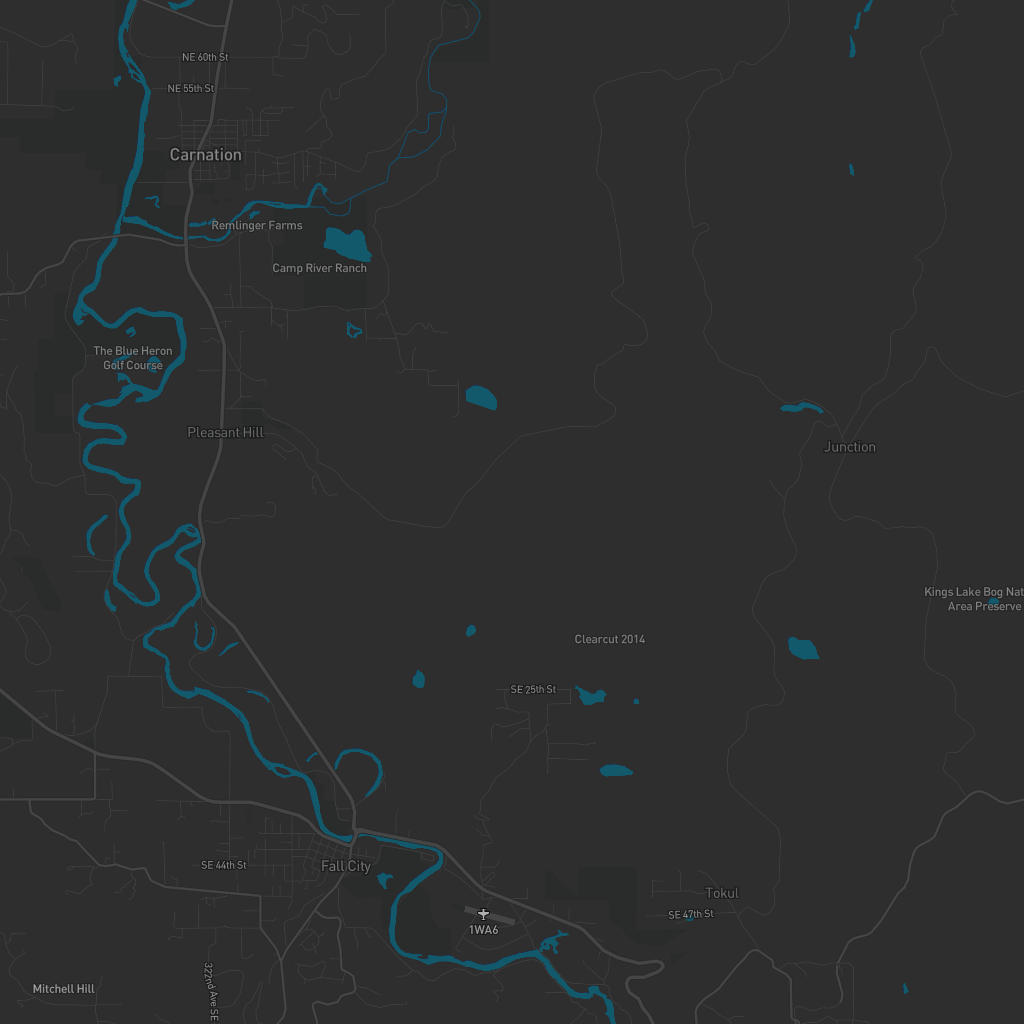 NE 60th St
NE 55th St
Carnation
Remlinger Farms
Camp River Ranch
The Blue Heron
Golf Course
Pleasant Hill
Junction
Kings Lake Bog Nat
Area Preserve
Clearcut 2014
SE 25th St
SE 44th St
Fall City
Tokul
SE 47th St
1WA6
Mitchell Hill
322nd Ave SE